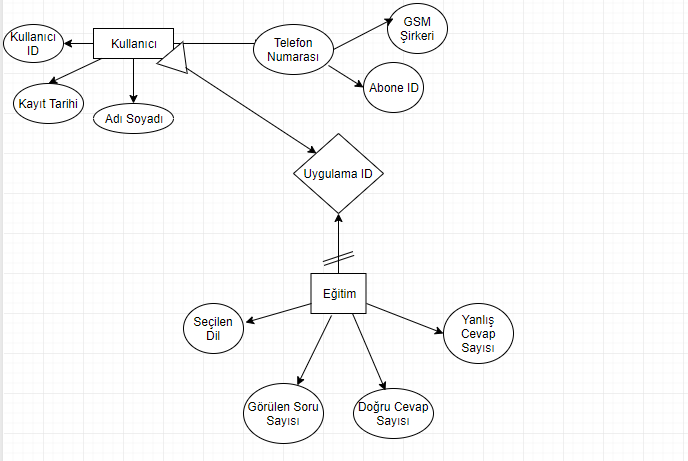 Kullanıcı
ID
Kullanıcı
Telefon
Numarası
GSM
Şirkeri
Kayıt Tarihi
Adı Soyadı
Abone ID
Uygulama ID
Eğitim
Seçilen
Dil
Yanlış
Cevap
Sayısı
Görülen Soru
Sayısı
Doğru Cevap
Sayısı